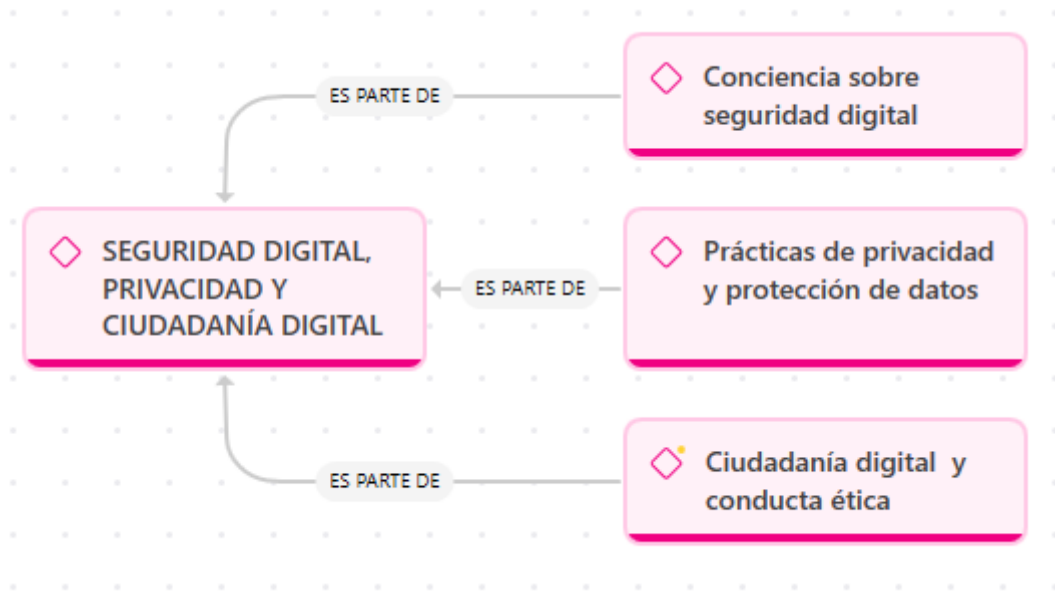 Conciencia sobre
seguridad digital
ES PARTE DE
SEGURIDAD DIGITAL,
PRIVACIDAD Y
CIUDADANÍA DIGITAL
ES PARTE DE
Prácticas de privacidad
y protección de datos
ES PARTE DE
Ciudadanía digital y
conducta ética